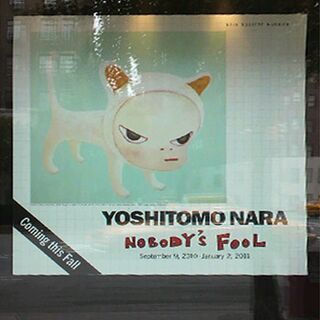 YOSHITOMO NARA
NOBODY'S FOOL
September 9, 2010 - January 2, 2011
Coming this Fall